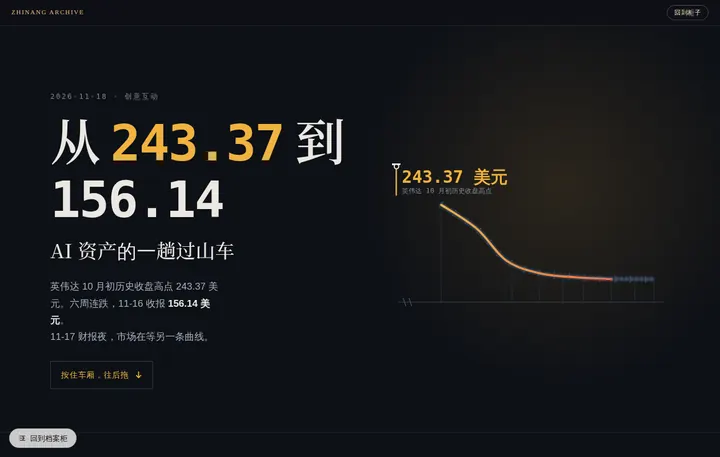 ZHINANG ARCHIVE
回到柜子
2026-11-18 · 创意互动
从 243.37 到
156.14
AI 资产的一趟过山车
英伟达 10 月初历史收盘高点 243.37 美
元。六周连跌，11-16 收报 156.14 美
元。
11-17 财报夜，市场在等另一条曲线。
按住车厢，往后拖 ↓
243.37 美元
英伟达 10 月初历史收盘高点
回到档案柜